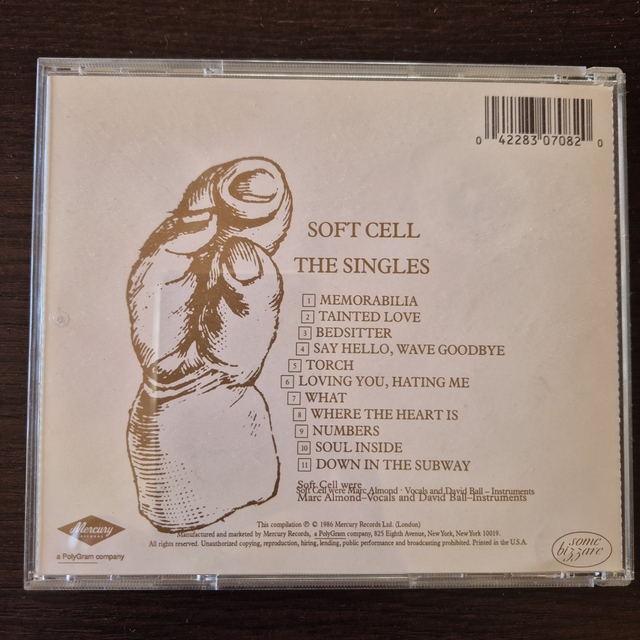 0 42283 07082 0
SOFT CELL
THE SINGLES
1 MEMORABILIA
2 TAINTED LOVE
3 BEDSITTER
4 SAY HELLO, WAVE GOODBYE
5 TORCH
6 LOVING YOU, HATING ME
7 WHAT
8 WHERE THE HEART IS
9 NUMBERS
10 SOUL INSIDE
11 DOWN IN THE SUBWAY
Soft Cell were
Soft Cell were Marc Almond - Vocals and David Ball – Instruments
Marc Almond–Vocals and David Ball–Instruments
Mercury
RECORDS
a PolyGram company
This compilation ℗ © 1986 Mercury Records Ltd. (London)
Manufactured and marketed by Mercury Records, a PolyGram company, 825 Eighth Avenue, New York, New York 10019.
All rights reserved. Unauthorized copying, reproduction, hiring, lending, public performance and broadcasting prohibited. Printed in the U.S.A.
some
bizzare